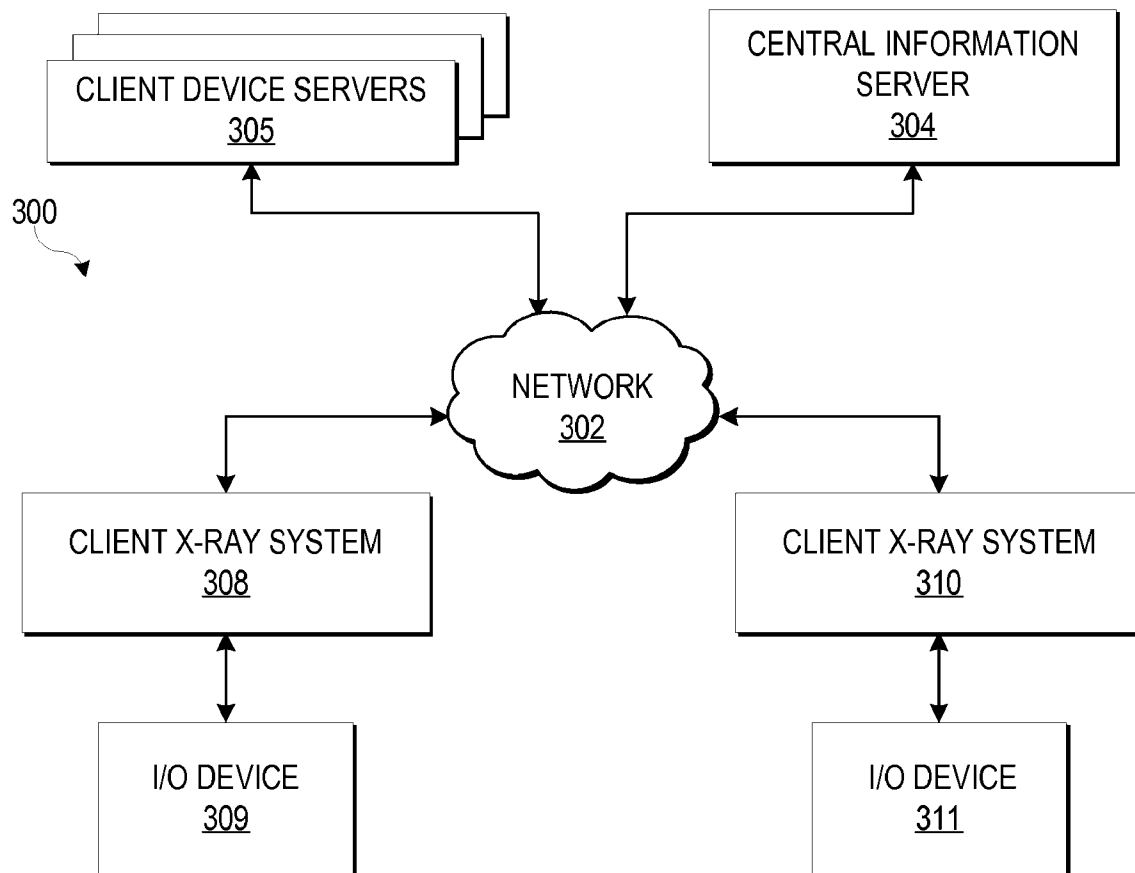 CLIENT DEVICE SERVERS
305
CENTRAL INFORMATION
SERVER
304
300
NETWORK
302
CLIENT X-RAY SYSTEM
308
CLIENT X-RAY SYSTEM
310
I/O DEVICE
309
I/O DEVICE
311